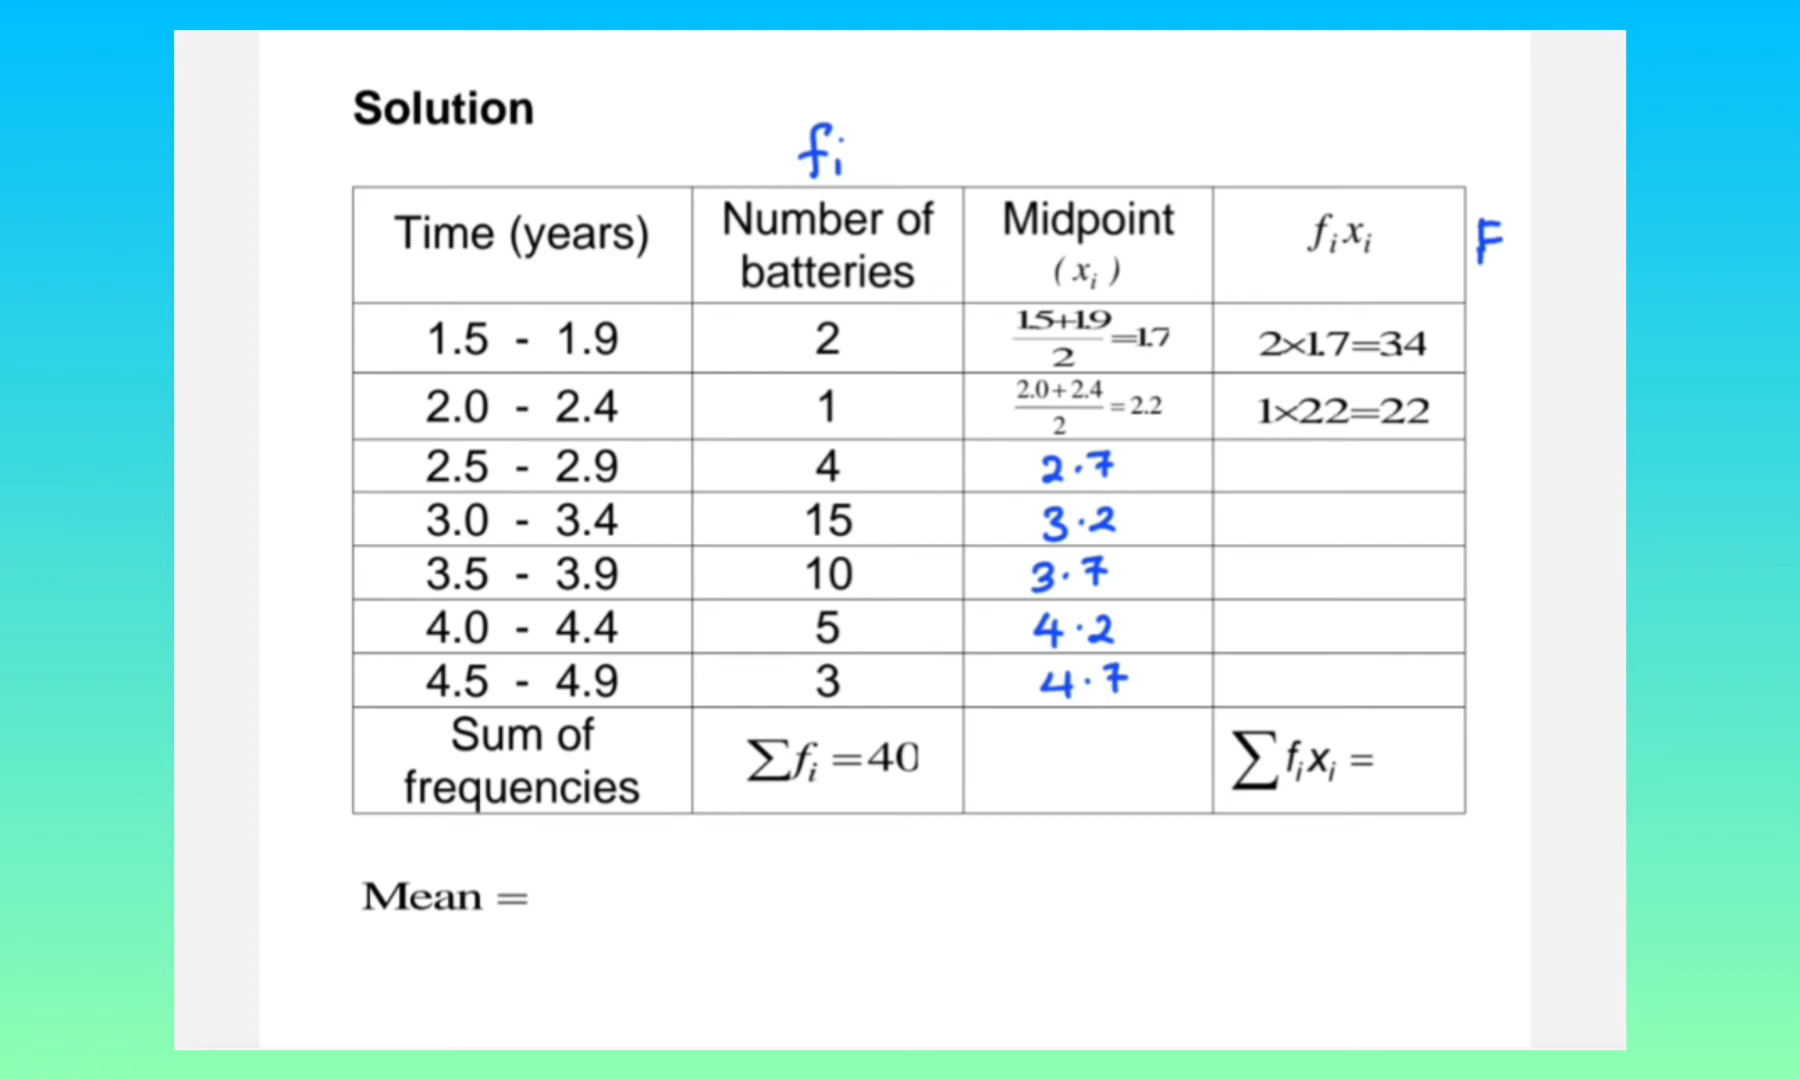 Solution
fi
Time (years) Number of batteries Midpoint (xi) fixi F
1.5 - 1.9 2 1.5+1.9/2=1.7 2×1.7=3.4
2.0 - 2.4 1 2.0+2.4/2=2.2 1×22=22
2.5 - 2.9 4 2.7
3.0 - 3.4 15 3.2
3.5 - 3.9 10 3.7
4.0 - 4.4 5 4.2
4.5 - 4.9 3 4.7
Sum of frequencies ∑fi=40 ∑fixi=
Mean =